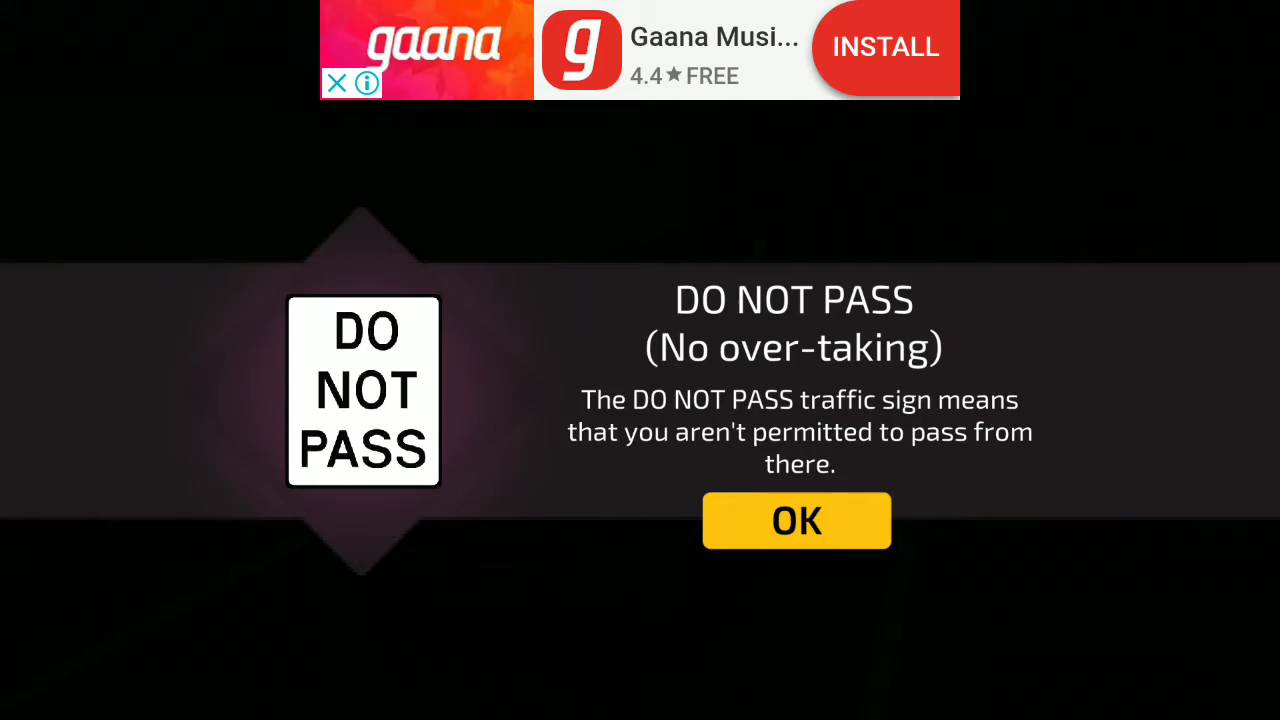 gaana
g
Gaana Musi...
INSTALL
4.4★FREE
DO
NOT
PASS
DO NOT PASS
(No over-taking)
The DO NOT PASS traffic sign means
that you aren't permitted to pass from
there.
OK